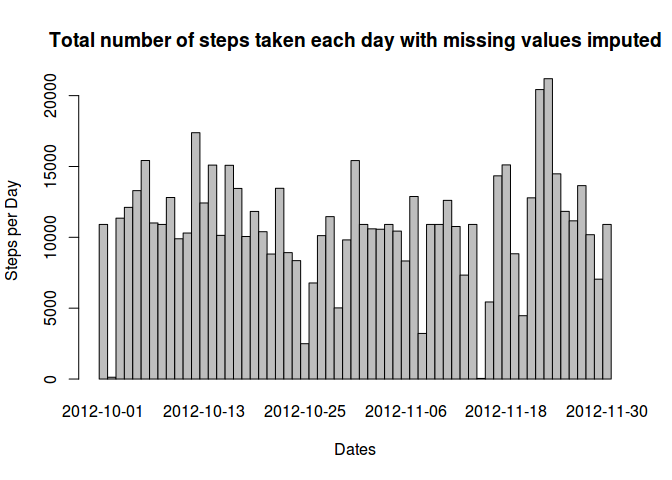 Total number of steps taken each day with missing values imputed
20000
15000
10000
5000
0
Steps per Day
2012-10-01 2012-10-13 2012-10-25 2012-11-06 2012-11-18 2012-11-30
Dates